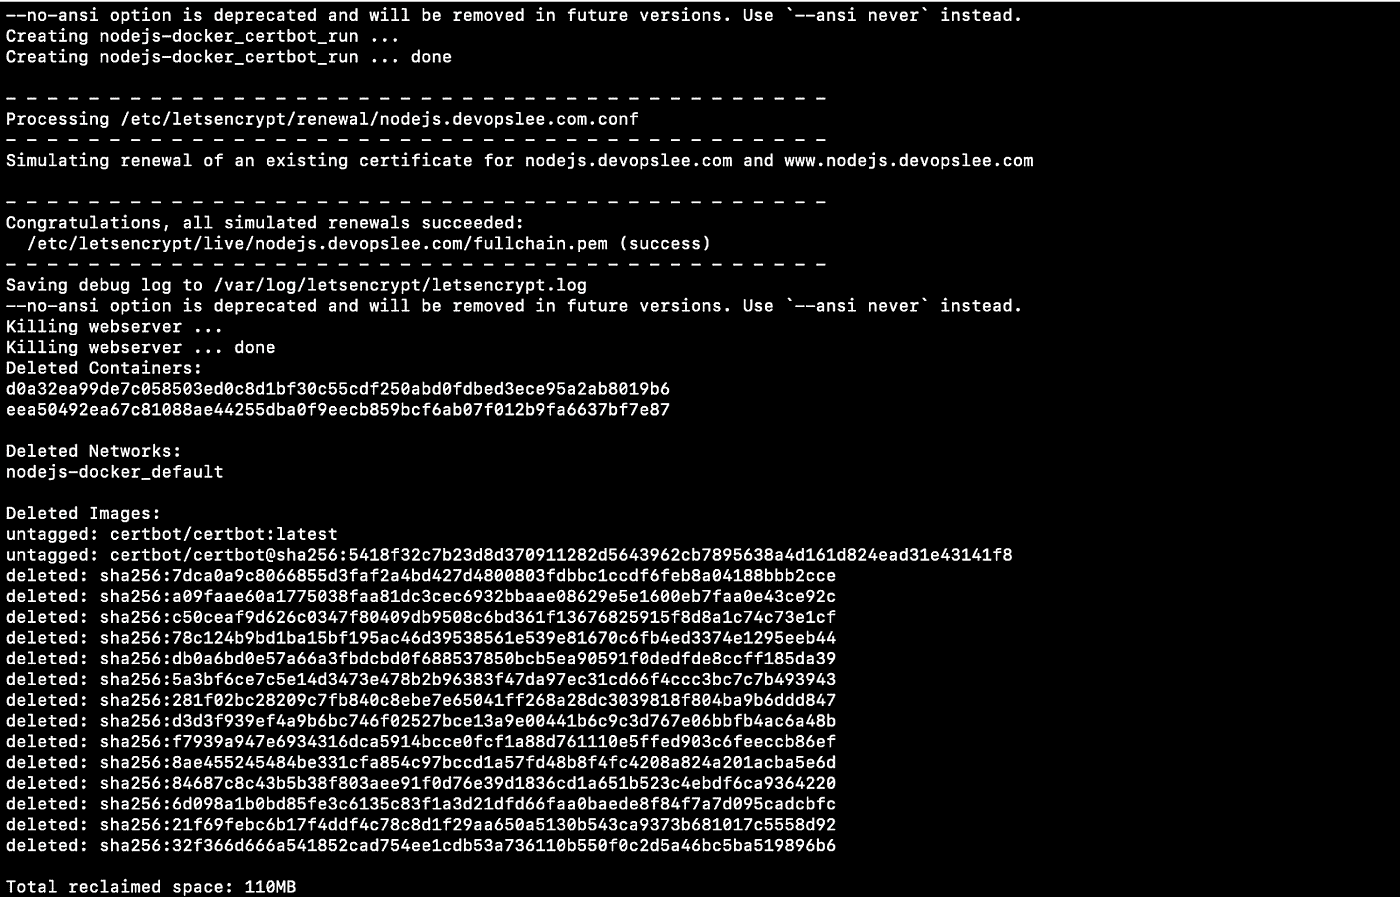 --no-ansi option is deprecated and will be removed in future versions. Use `--ansi never` instead.
Creating nodejs-docker_certbot_run ...
Creating nodejs-docker_certbot_run ... done
- - - - - - - - - - - - - - - - - - - - - - - - - - - - - - - - - - - - - - - -
Processing /etc/letsencrypt/renewal/nodejs.devopslee.com.conf
- - - - - - - - - - - - - - - - - - - - - - - - - - - - - - - - - - - - - - - -
Simulating renewal of an existing certificate for nodejs.devopslee.com and www.nodejs.devopslee.com
- - - - - - - - - - - - - - - - - - - - - - - - - - - - - - - - - - - - - - - -
Congratulations, all simulated renewals succeeded:
  /etc/letsencrypt/live/nodejs.devopslee.com/fullchain.pem (success)
- - - - - - - - - - - - - - - - - - - - - - - - - - - - - - - - - - - - - - - -
Saving debug log to /var/log/letsencrypt/letsencrypt.log
--no-ansi option is deprecated and will be removed in future versions. Use `--ansi never` instead.
Killing webserver ...
Killing webserver ... done
Deleted Containers:
d0a32ea99de7c058503ed0c8d1bf30c55cdf250abd0fdbed3ece95a2ab8019b6
eea50492ea67c81088ae44255dba0f9eecb859bcf6ab07f012b9fa6637bf7e87
Deleted Networks:
nodejs-docker_default
Deleted Images:
untagged: certbot/certbot:latest
untagged: certbot/certbot@sha256:5418f32c7b23d8d370911282d5643962cb7895638a4d161d824ead31e43141f8
deleted: sha256:7dca0a9c8066855d3faf2a4bd427d4800803fdbbc1ccdf6feb8a04188bbb2cce
deleted: sha256:a09faae60a1775038faa81dc3cec6932bbaae08629e5e1600eb7faa0e43ce92c
deleted: sha256:c50ceaf9d626c0347f80409db9508c6bd361f13676825915f8d8a1c74c73e1cf
deleted: sha256:78c124b9bd1ba15bf195ac46d39538561e539e81670c6fb4ed3374e1295eeb44
deleted: sha256:db0a6bd0e57a66a3fbdcbd0f688537850bcb5ea90591f0dedfde8ccff185da39
deleted: sha256:5a3bf6ce7c5e14d3473e478b2b96383f47da97ec31cd66f4ccc3bc7c7b493943
deleted: sha256:281f02bc28209c7fb840c8ebe7e65041ff268a28dc3039818f804ba9b6ddd847
deleted: sha256:d3d3f939ef4a9b6bc746f02527bce13a9e00441b6c9c3d767e06bbfb4ac6a48b
deleted: sha256:f7939a947e6934316dca5914bcce0fcf1a88d761110e5ffed903c6feeccb86ef
deleted: sha256:8ae455245484be331cfa854c97bccd1a57fd48b8f4fc4208a824a201acba5e6d
deleted: sha256:84687c8c43b5b38f803aee91f0d76e39d1836cd1a651b523c4ebdf6ca9364220
deleted: sha256:6d098a1b0bd85fe3c6135c83f1a3d21dfd66faa0baede8f84f7a7d095cadcbfc
deleted: sha256:21f69febc6b17f4ddf4c78c8d1f29aa650a5130b543ca9373b681017c5558d92
deleted: sha256:32f366d666a541852cad754ee1cdb53a736110b550f0c2d5a46bc5ba519896b6
Total reclaimed space: 110MB